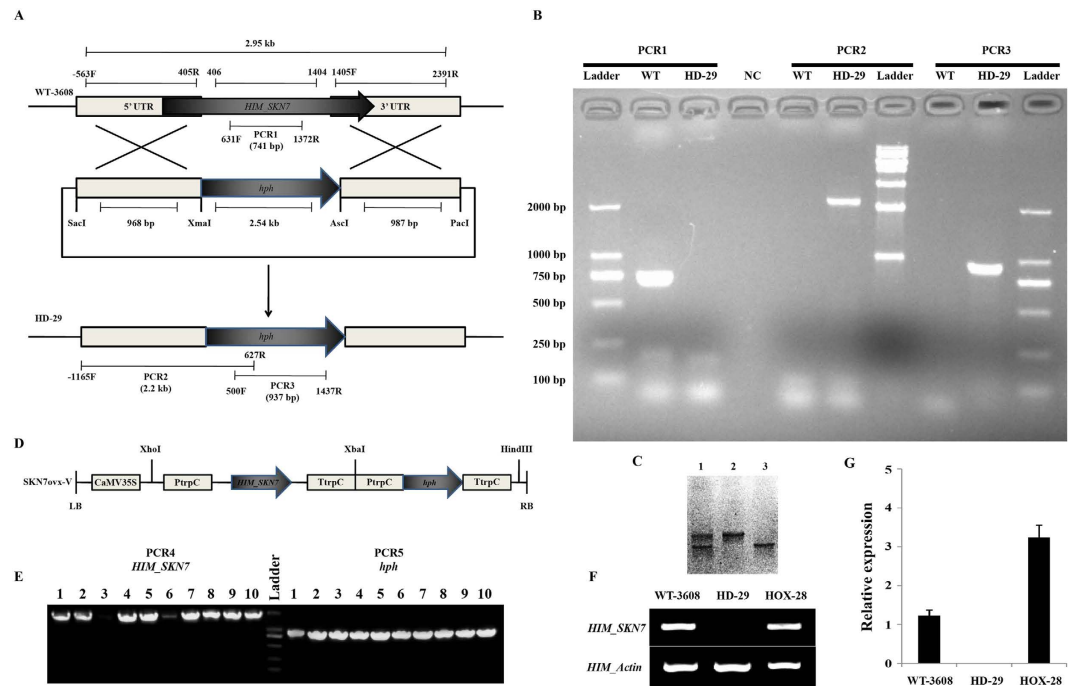 A
2.95 kb
-563F 405R 406 1404 1405F 2391R
WT-3608
5' UTR HIM_SKN7 3' UTR
631F PCR1 1372R
(741 bp)
hph
SacI 968 bp XmaI 2.54 kb AscI 987 bp PacI
HD-29
hph
627R
-1165F PCR2
(2.2 kb)
500F PCR3 1437R
(937 bp)
B
PCR1 PCR2 PCR3
Ladder WT HD-29 NC WT HD-29 Ladder WT HD-29 Ladder
2000 bp
1000 bp
750 bp
500 bp
250 bp
100 bp
C
1 2 3
D
XhoI XbaI HindIII
SKN7ovx-V CaMV35S PtrpC HIM_SKN7 TtrpC PtrpC hph TtrpC
LB RB
E
PCR4 PCR5
HIM_SKN7 hph
Ladder
1 2 3 4 5 6 7 8 9 10 1 2 3 4 5 6 7 8 9 10
F
WT-3608 HD-29 HOX-28
HIM_SKN7
HIM_Actin
G
Relative expression
5
4
3
2
1
0
WT-3608 HD-29 HOX-28